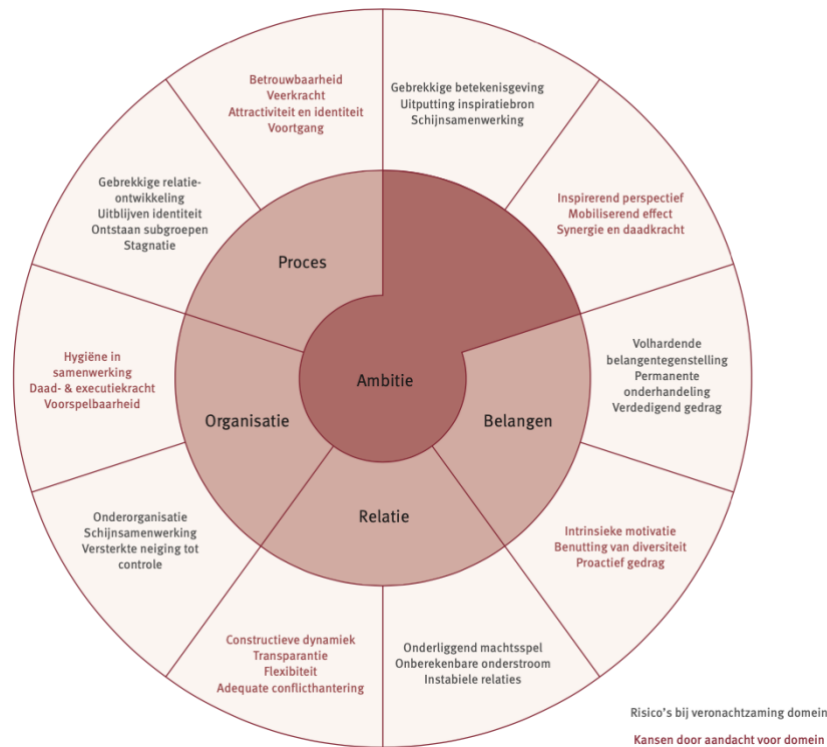 Betrouwbaarheid
Veerkracht
Attractiviteit en identiteit
Voortgang
Gebrekkige betekenisgeving
Uitputting inspiratiebron
Schijnsamenwerking
Inspirerend perspectief
Mobiliserend effect
Synergie en daadkracht
Volhardende
belangentegenstelling
Permanente
onderhandeling
Verdedigend gedrag
Intrinsieke motivatie
Benutting van diversiteit
Proactief gedrag
Onderliggend machtsspel
Onberekenbare onderstroom
Instabiele relaties
Constructieve dynamiek
Transparantie
Flexibiteit
Adequate conflicthantering
Onderorganisatie
Schijnsamenwerking
Versterkte neiging tot
controle
Hygiëne in
samenwerking
Daad- & executiekracht
Voorspelbaarheid
Gebrekkige relatie-
ontwikkeling
Uitblijven identiteit
Ontstaan subgroepen
Stagnatie
Proces
Ambitie
Organisatie
Belangen
Relatie
Risico's bij veronachtzaming domein
Kansen door aandacht voor domein